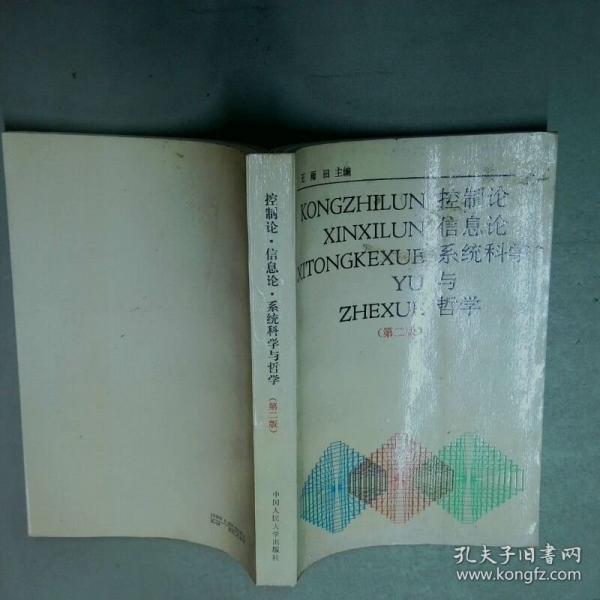 王雨田 主编
KONGZHILUN 控制论
XINXILUN 信息论
XITONGKEXUE 系统科学
YU 与
ZHEXUE 哲学
(第二版)
控制论·信息论·系统科学与哲学
(第二版)
中国人民大学出版社
孔夫子旧书网
www.kongfz.com